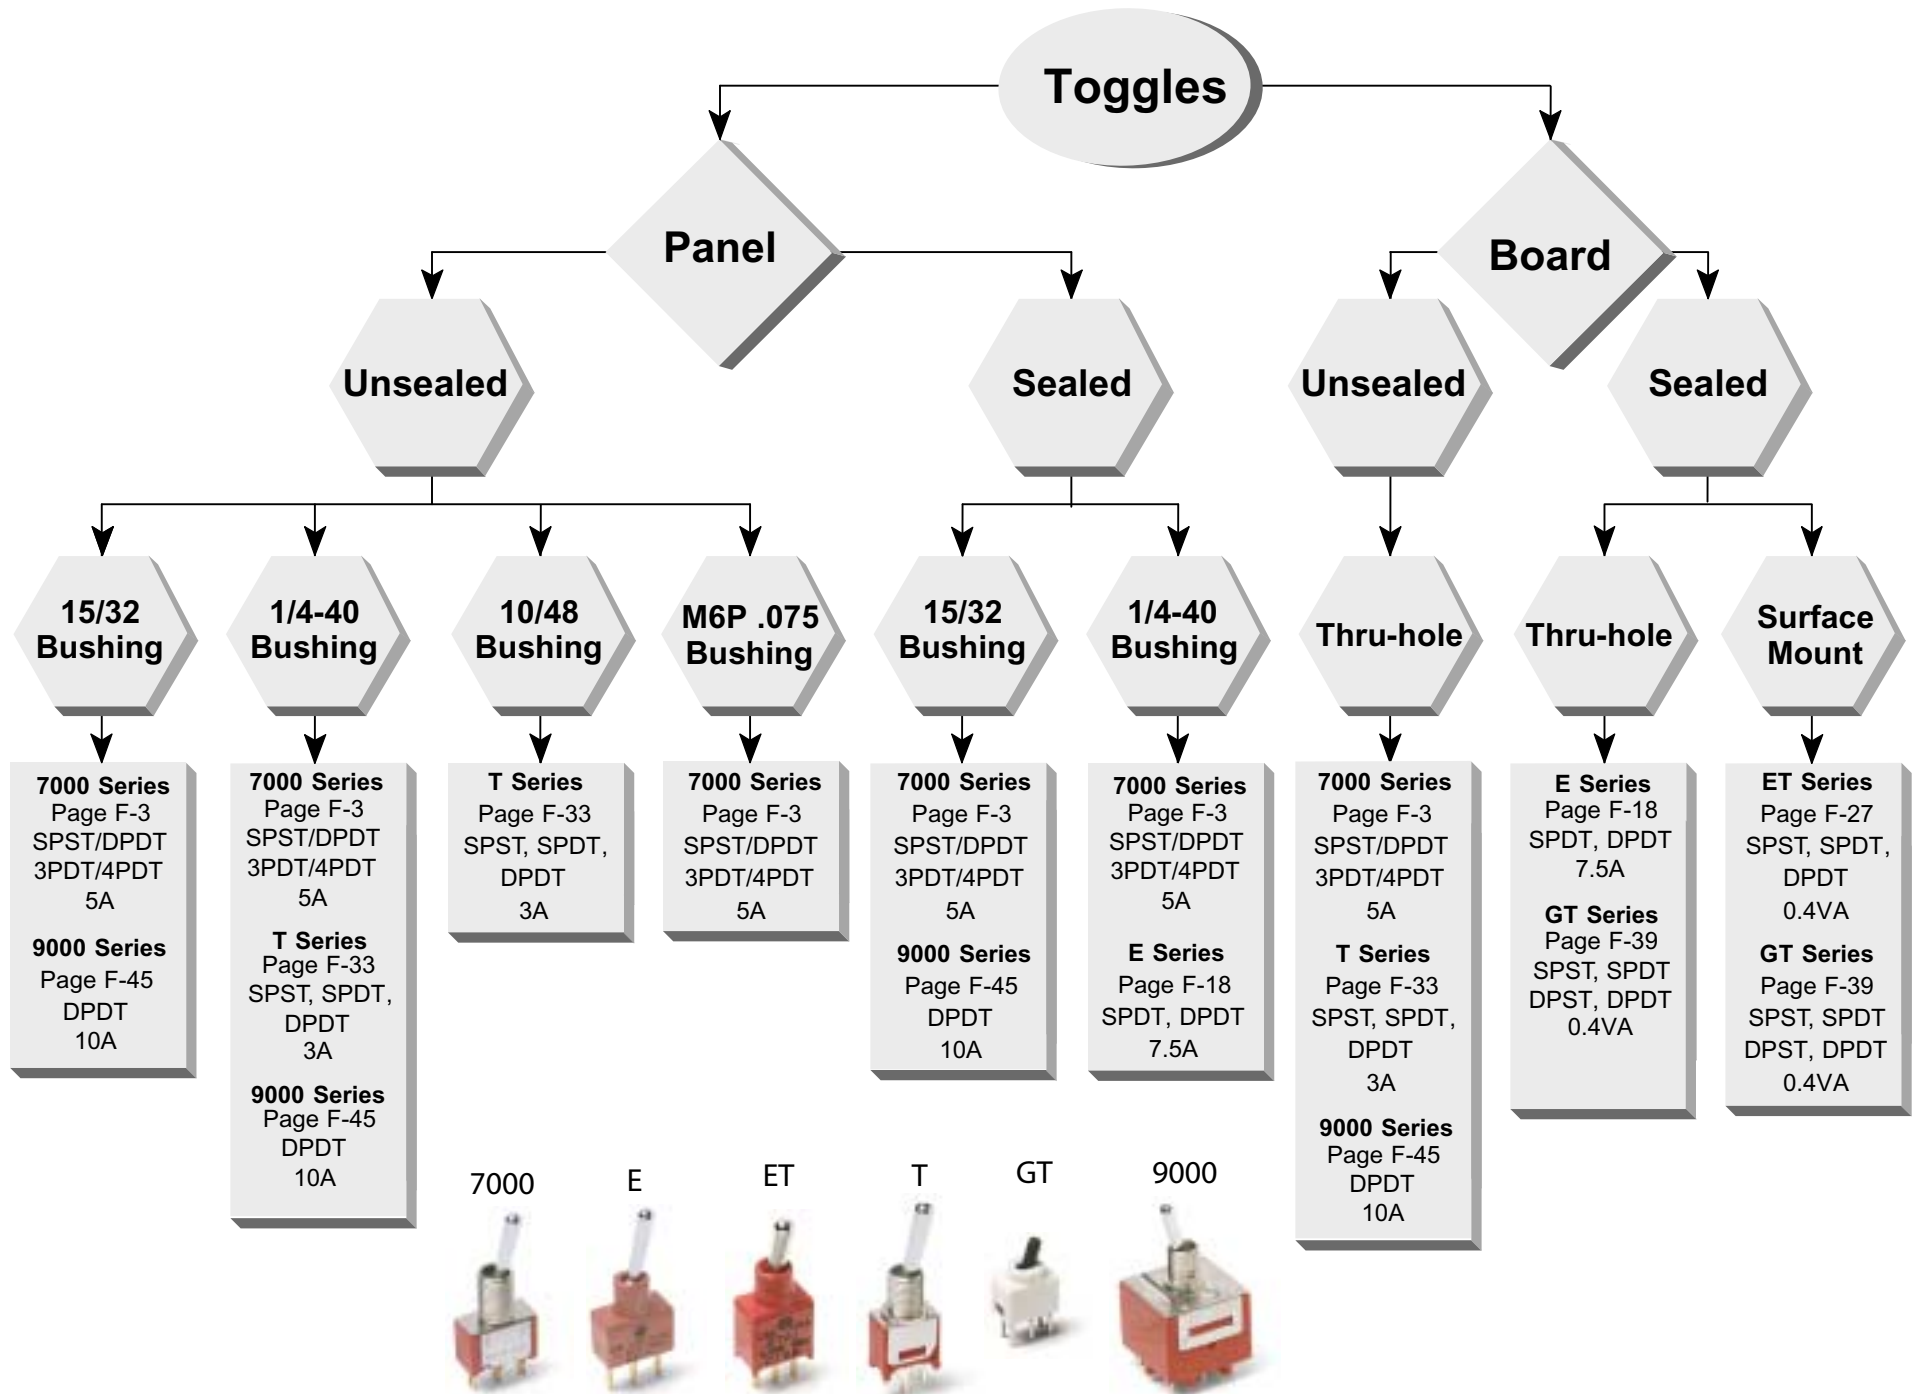 Toggles
Panel
Board
Unsealed
Sealed
Unsealed
Sealed
15/32
Bushing
1/4-40
Bushing
10/48
Bushing
M6P .075
Bushing
15/32
Bushing
1/4-40
Bushing
Thru-hole
Thru-hole
Surface
Mount
7000 Series
Page F-3
SPST/DPDT
3PDT/4PDT
5A
9000 Series
Page F-45
DPDT
10A
7000 Series
Page F-3
SPST/DPDT
3PDT/4PDT
5A
T Series
Page F-33
SPST, SPDT,
DPDT
3A
9000 Series
Page F-45
DPDT
10A
T Series
Page F-33
SPST, SPDT,
DPDT
3A
7000 Series
Page F-3
SPST/DPDT
3PDT/4PDT
5A
7000 Series
Page F-3
SPST/DPDT
3PDT/4PDT
5A
9000 Series
Page F-45
DPDT
10A
7000 Series
Page F-3
SPST/DPDT
3PDT/4PDT
5A
E Series
Page F-18
SPDT, DPDT
7.5A
7000 Series
Page F-3
SPST/DPDT
3PDT/4PDT
5A
T Series
Page F-33
SPST, SPDT,
DPDT
3A
9000 Series
Page F-45
DPDT
10A
E Series
Page F-18
SPDT, DPDT
7.5A
GT Series
Page F-39
SPST, SPDT
DPST, DPDT
0.4VA
ET Series
Page F-27
SPST, SPDT,
DPDT
0.4VA
GT Series
Page F-39
SPST, SPDT
DPST, DPDT
0.4VA
7000
E
ET
T
GT
9000